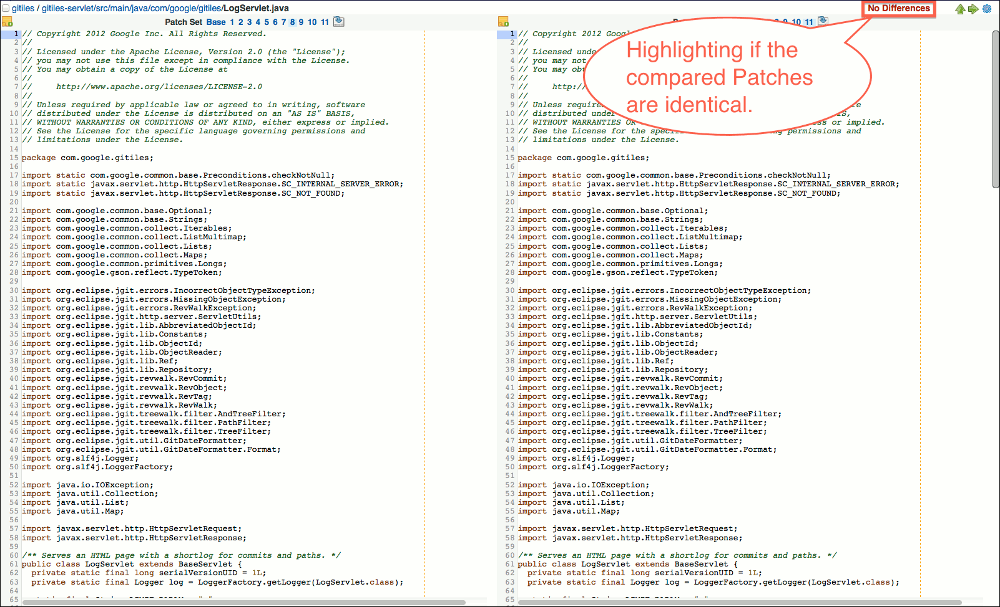 gitiles / gitiles-servlet/src/main/java/com/google/gitiles/LogServlet.java
No Differences
Patch Set Base 1 2 3 4 5 6 7 8 9 10 11
9 10 11
Highlighting if the
compared Patches
are identical.
1 // Copyright 2012 Google Inc. All Rights Reserved.
2 //
3 // Licensed under the Apache License, Version 2.0 (the "License");
4 // you may not use this file except in compliance with the License.
5 // You may obtain a copy of the License at
6 //
7 //     http://www.apache.org/licenses/LICENSE-2.0
8 //
9 // Unless required by applicable law or agreed to in writing, software
10 // distributed under the License is distributed on an "AS IS" BASIS,
11 // WITHOUT WARRANTIES OR CONDITIONS OF ANY KIND, either express or implied.
12 // See the License for the specific language governing permissions and
13 // limitations under the License.
14
15 package com.google.gitiles;
16
17 import static com.google.common.base.Preconditions.checkNotNull;
18 import static javax.servlet.http.HttpServletResponse.SC_INTERNAL_SERVER_ERROR;
19 import static javax.servlet.http.HttpServletResponse.SC_NOT_FOUND;
20
21 import com.google.common.base.Optional;
22 import com.google.common.base.Strings;
23 import com.google.common.collect.Iterables;
24 import com.google.common.collect.ListMultimap;
25 import com.google.common.collect.Lists;
26 import com.google.common.collect.Maps;
27 import com.google.common.primitives.Longs;
28 import com.google.gson.reflect.TypeToken;
29
30 import org.eclipse.jgit.errors.IncorrectObjectTypeException;
31 import org.eclipse.jgit.errors.MissingObjectException;
32 import org.eclipse.jgit.errors.RevWalkException;
33 import org.eclipse.jgit.http.server.ServletUtils;
34 import org.eclipse.jgit.lib.AbbreviatedObjectId;
35 import org.eclipse.jgit.lib.Constants;
36 import org.eclipse.jgit.lib.ObjectId;
37 import org.eclipse.jgit.lib.ObjectReader;
38 import org.eclipse.jgit.lib.Ref;
39 import org.eclipse.jgit.lib.Repository;
40 import org.eclipse.jgit.revwalk.RevCommit;
41 import org.eclipse.jgit.revwalk.RevObject;
42 import org.eclipse.jgit.revwalk.RevTag;
43 import org.eclipse.jgit.revwalk.RevWalk;
44 import org.eclipse.jgit.treewalk.filter.AndTreeFilter;
45 import org.eclipse.jgit.treewalk.filter.PathFilter;
46 import org.eclipse.jgit.treewalk.filter.TreeFilter;
47 import org.eclipse.jgit.util.GitDateFormatter;
48 import org.eclipse.jgit.util.GitDateFormatter.Format;
49 import org.slf4j.Logger;
50 import org.slf4j.LoggerFactory;
51
52 import java.io.IOException;
53 import java.util.Collection;
54 import java.util.List;
55 import java.util.Map;
56
57 import javax.servlet.http.HttpServletRequest;
58 import javax.servlet.http.HttpServletResponse;
59
60 /** Serves an HTML page with a shortlog for commits and paths. */
61 public class LogServlet extends BaseServlet {
62   private static final long serialVersionUID = 1L;
63   private static final Logger log = LoggerFactory.getLogger(LogServlet.class);
64
65
1 // Copyright 2012
2 //
3 // Licensed
4 // you may not
5 // You may
6 //
7 //
8 //
9 // Unless
10 // distributed
11 // WITHOUT WARRANTIES or implied.
12 // See the License for the permissions and
13 // limitations under the License.
14
15 package com.google.gitiles;
16
17 import static com.google.common.base.Preconditions.checkNotNull;
18 import static javax.servlet.http.HttpServletResponse.SC_INTERNAL_SERVER_ERROR;
19 import static javax.servlet.http.HttpServletResponse.SC_NOT_FOUND;
20
21 import com.google.common.base.Optional;
22 import com.google.common.base.Strings;
23 import com.google.common.collect.Iterables;
24 import com.google.common.collect.ListMultimap;
25 import com.google.common.collect.Lists;
26 import com.google.common.collect.Maps;
27 import com.google.common.primitives.Longs;
28 import com.google.gson.reflect.TypeToken;
29
30 import org.eclipse.jgit.errors.IncorrectObjectTypeException;
31 import org.eclipse.jgit.errors.MissingObjectException;
32 import org.eclipse.jgit.errors.RevWalkException;
33 import org.eclipse.jgit.http.server.ServletUtils;
34 import org.eclipse.jgit.lib.AbbreviatedObjectId;
35 import org.eclipse.jgit.lib.Constants;
36 import org.eclipse.jgit.lib.ObjectId;
37 import org.eclipse.jgit.lib.ObjectReader;
38 import org.eclipse.jgit.lib.Ref;
39 import org.eclipse.jgit.lib.Repository;
40 import org.eclipse.jgit.revwalk.RevCommit;
41 import org.eclipse.jgit.revwalk.RevObject;
42 import org.eclipse.jgit.revwalk.RevTag;
43 import org.eclipse.jgit.revwalk.RevWalk;
44 import org.eclipse.jgit.treewalk.filter.AndTreeFilter;
45 import org.eclipse.jgit.treewalk.filter.PathFilter;
46 import org.eclipse.jgit.treewalk.filter.TreeFilter;
47 import org.eclipse.jgit.util.GitDateFormatter;
48 import org.eclipse.jgit.util.GitDateFormatter.Format;
49 import org.slf4j.Logger;
50 import org.slf4j.LoggerFactory;
51
52 import java.io.IOException;
53 import java.util.Collection;
54 import java.util.List;
55 import java.util.Map;
56
57 import javax.servlet.http.HttpServletRequest;
58 import javax.servlet.http.HttpServletResponse;
59
60 /** Serves an HTML page with a shortlog for commits and paths. */
61 public class LogServlet extends BaseServlet {
62   private static final long serialVersionUID = 1L;
63   private static final Logger log = LoggerFactory.getLogger(LogServlet.class);
64
65